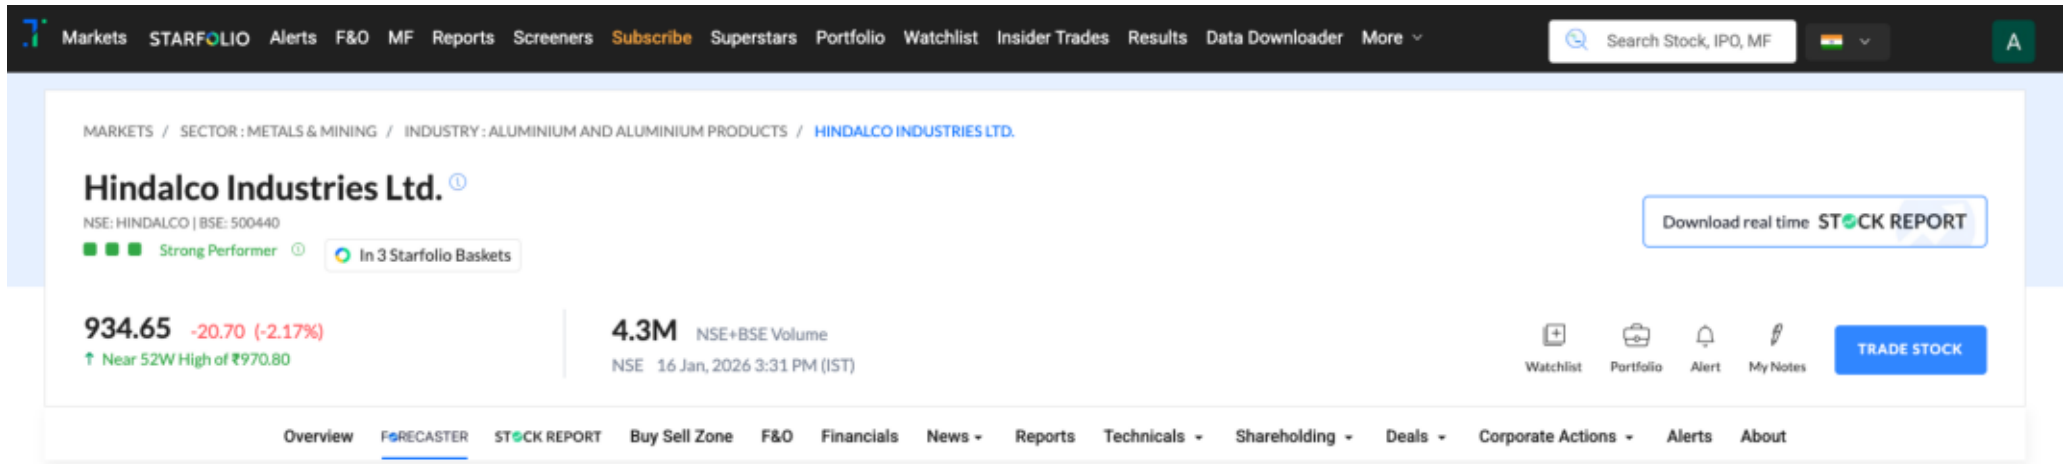 Markets STARFOLIO Alerts F&O MF Reports Screeners Subscribe Superstars Portfolio Watchlist Insider Trades Results Data Downloader More Search Stock, IPO, MF A
MARKETS / SECTOR : METALS & MINING / INDUSTRY : ALUMINIUM AND ALUMINIUM PRODUCTS / HINDALCO INDUSTRIES LTD.
Hindalco Industries Ltd.
NSE: HINDALCO | BSE: 500440
Strong Performer In 3 Starfolio Baskets
Download real time STOCK REPORT
934.65 -20.70 (-2.17%)
↑ Near 52W High of ₹970.80
4.3M NSE+BSE Volume
NSE 16 Jan, 2026 3:31 PM (IST)
Watchlist Portfolio Alert My Notes TRADE STOCK
Overview FORECASTER STOCK REPORT Buy Sell Zone F&O Financials News Reports Technicals Shareholding Deals Corporate Actions Alerts About